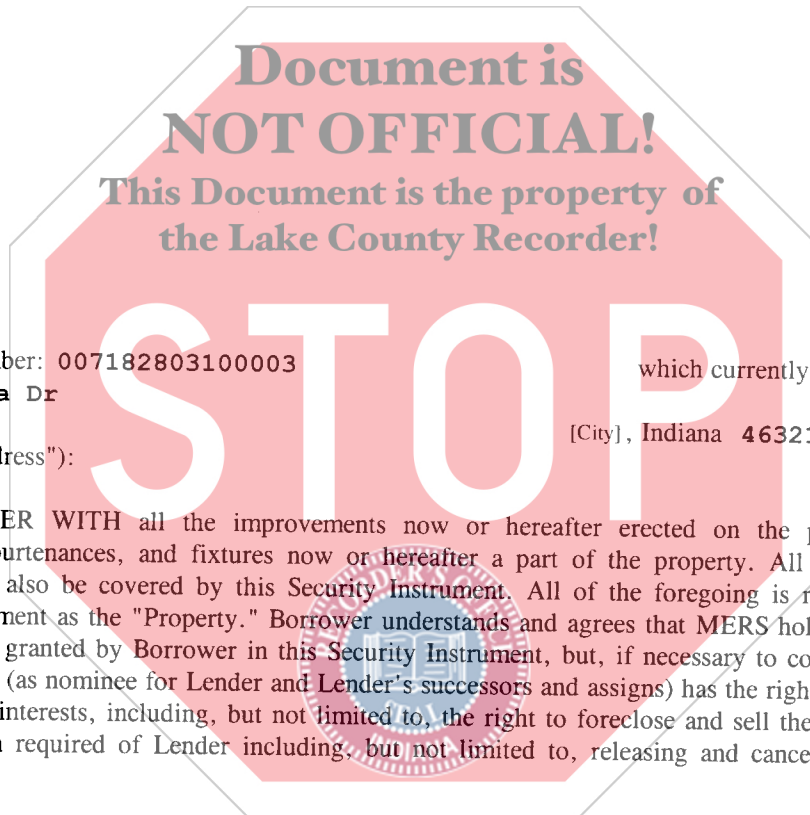 Document is
NOT OFFICIAL!
This Document is the property of
the Lake County Recorder!
STOP
ber: 007182803100003 which currently
a Dr
[City], Indiana 46321
dress"):
ER WITH all the improvements now or hereafter erected on the p
urtenances, and fixtures now or hereafter a part of the property. All
also be covered by this Security Instrument. All of the foregoing is r
ment as the "Property." Borrower understands and agrees that MERS hol
granted by Borrower in this Security Instrument, but, if necessary to co
(as nominee for Lender and Lender's successors and assigns) has the righ
interests, including, but not limited to, the right to foreclose and sell the
required of Lender including, but not limited to, releasing and cance
SEAL
INDIANA